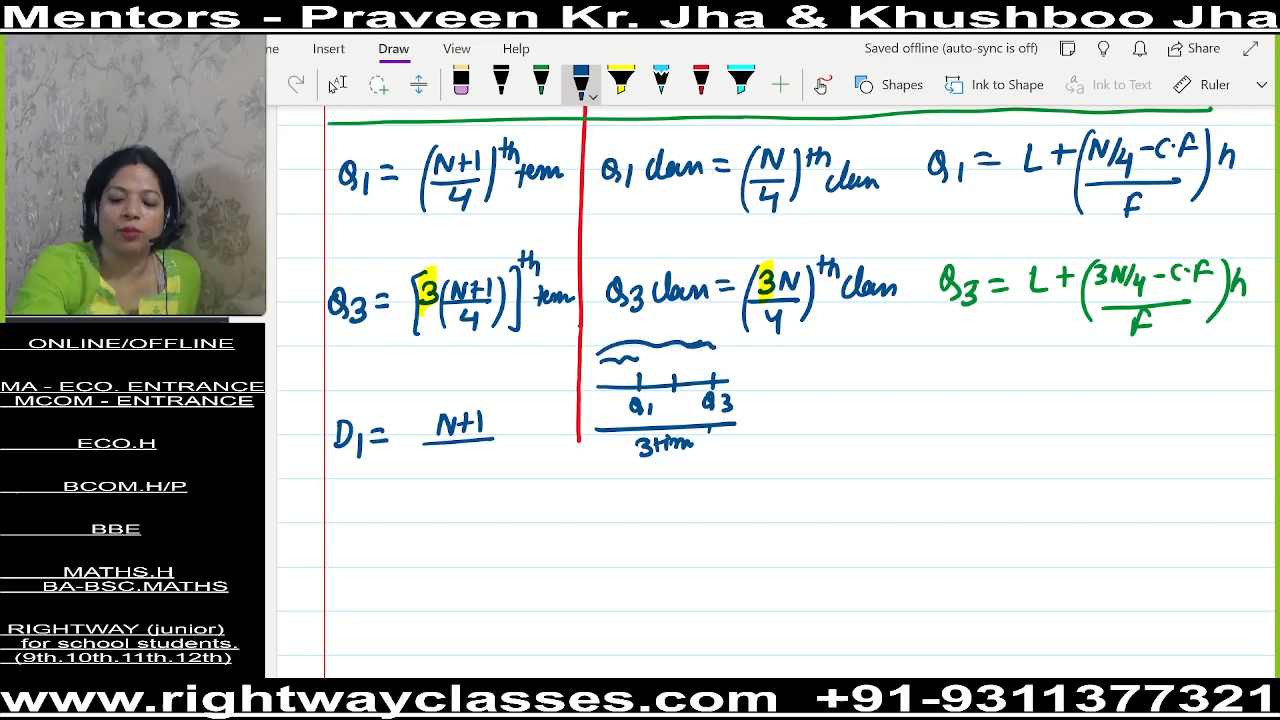 Mentors - Praveen Kr. Jha & Khushboo Jha
Insert Draw View Help Saved offline (auto-sync is off) Share
Shapes Ink to Shape Ink to Text Ruler
Q₁ = (N+1/4)ᵗʰ term
Q₁ class = (N/4)ᵗʰ class
Q₁ = L + (N/4 - C.F/f) h
Q₃ = [3(N+1/4)]ᵗʰ term
Q₃ class = (3N/4)ᵗʰ class
Q₃ = L + (3N/4 - C.F/f) h
Q₁ Q₃
3 tim
D₁ = N+1
ONLINE/OFFLINE
MA - ECO. ENTRANCE
MCOM - ENTRANCE
ECO.H
BCOM.H/P
BBE
MATHS.H
BA-BSC.MATHS
RIGHTWAY (junior)
for school students.
(9th.10th.11th.12th)
www.rightwayclasses.com +91-9311377321